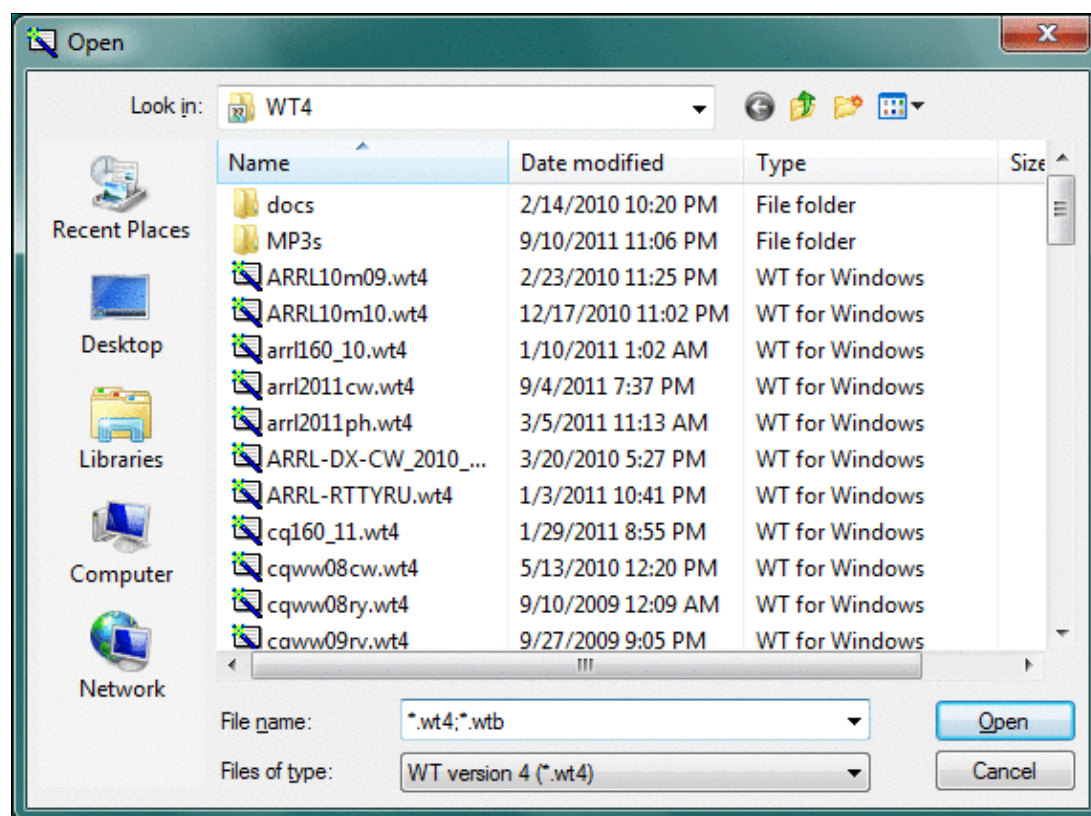 Open
Look in: WT4
Name Date modified Type Size
docs 2/14/2010 10:20 PM File folder
MP3s 9/10/2011 11:06 PM File folder
ARRL10m09.wt4 2/23/2010 11:25 PM WT for Windows
ARRL10m10.wt4 12/17/2010 11:02 PM WT for Windows
arrl160_10.wt4 1/10/2011 1:02 AM WT for Windows
arrl2011cw.wt4 9/4/2011 7:37 PM WT for Windows
arrl2011ph.wt4 3/5/2011 11:13 AM WT for Windows
ARRL-DX-CW_2010_... 3/20/2010 5:27 PM WT for Windows
ARRL-RTTYRU.wt4 1/3/2011 10:41 PM WT for Windows
cq160_11.wt4 1/29/2011 8:55 PM WT for Windows
cqww08cw.wt4 5/13/2010 12:20 PM WT for Windows
cqww08ry.wt4 9/10/2009 12:09 AM WT for Windows
cqww09ry.wt4 9/27/2009 9:05 PM WT for Windows
Recent Places
Desktop
Libraries
Computer
Network
File name: *.wt4;*.wtb Open
Files of type: WT version 4 (*.wt4) Cancel